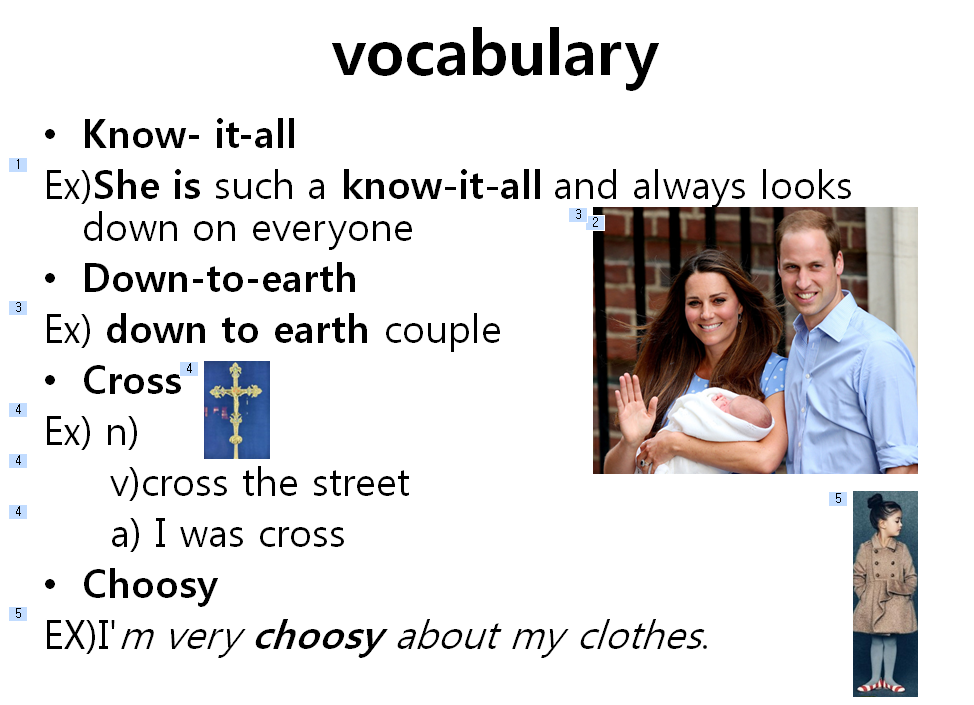 vocabulary
• Know- it-all
1
Ex)She is such a know-it-all and always looks
down on everyone
3
2
• Down-to-earth
3
Ex) down to earth couple
• Cross
4
4
Ex) n)
4
v)cross the street
4
a) I was cross
5
• Choosy
5
EX)I'm very choosy about my clothes.